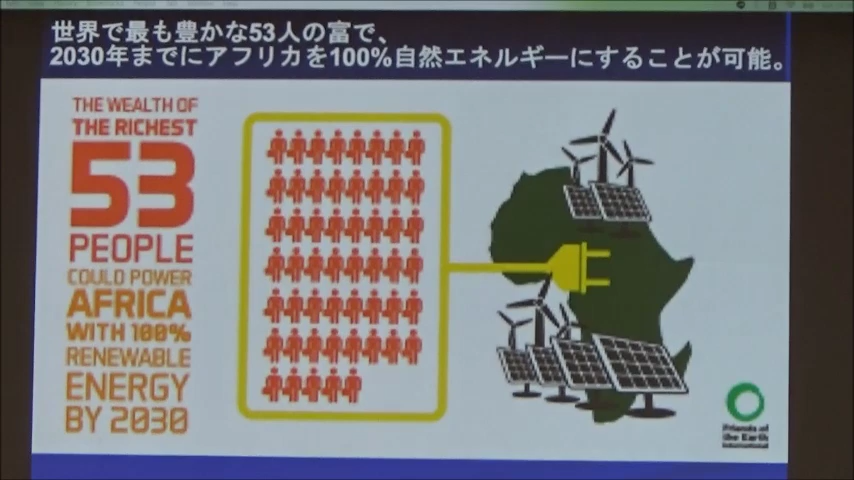 世界で最も豊かな53人の富で、
2030年までにアフリカを100%自然エネルギーにすることが可能。
THE WEALTH OF
THE RICHEST
53
PEOPLE
COULD POWER
AFRICA
WITH 100%
RENEWABLE
ENERGY
BY 2030
Friends of
the Earth
International